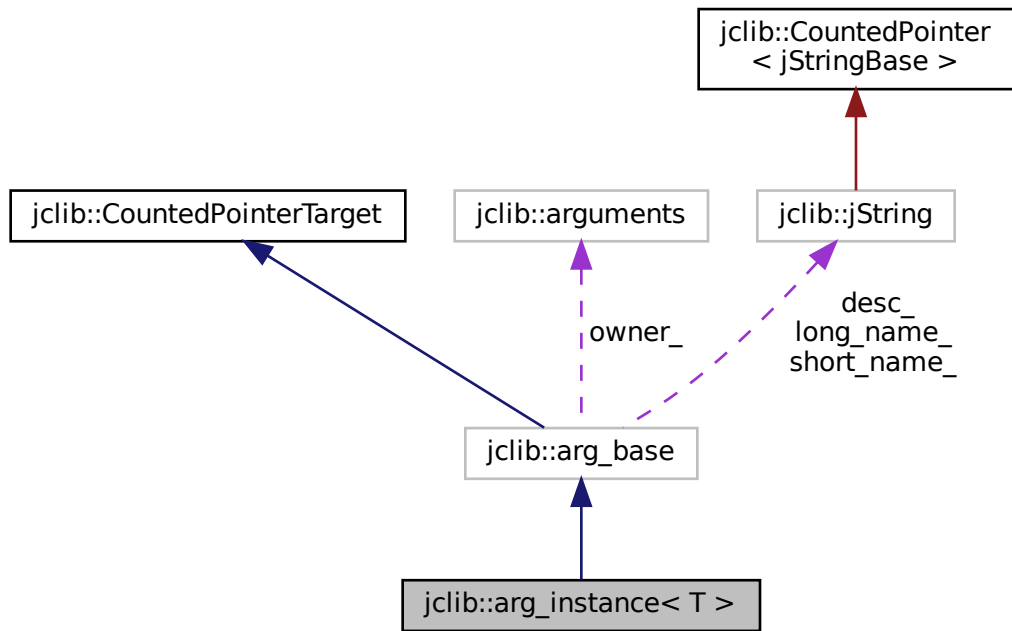 jclib::CountedPointer
< jStringBase >
jclib::CountedPointerTarget
jclib::arguments
jclib::jString
owner_
desc_
long_name_
short_name_
jclib::arg_base
jclib::arg_instance< T >